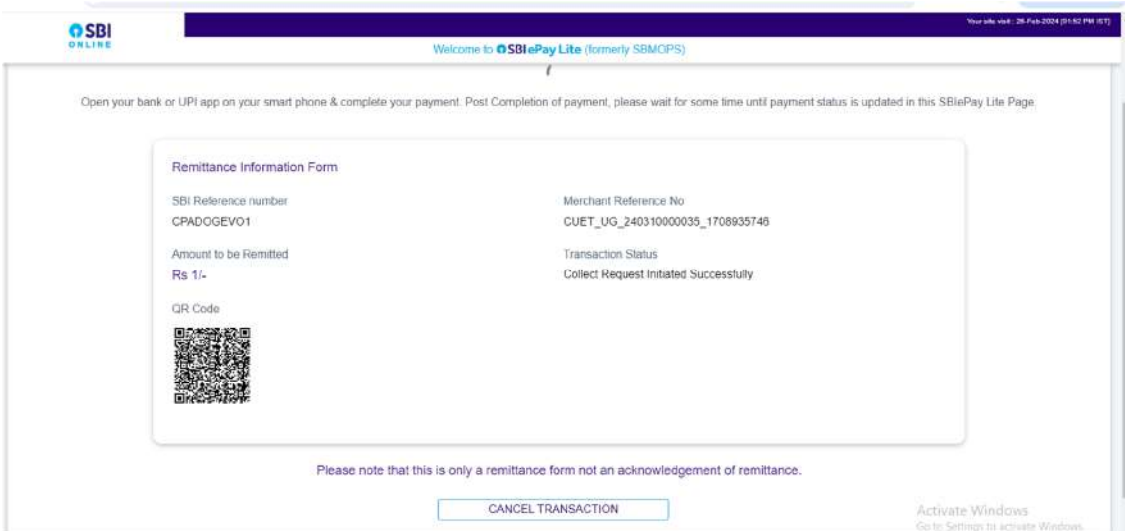 SBI
ONLINE
Your site visit : 26-Feb-2024 [01:52 PM IST]
Welcome to SBI ePay Lite (formerly SBMOPS)
Open your bank or UPI app on your smart phone & complete your payment. Post Completion of payment, please wait for some time until payment status is updated in this SBIePay Lite Page.
Remittance Information Form
SBI Reference number
CPADOGEVO1
Merchant Reference No
CUET_UG_240310000035_1708935746
Amount to be Remitted
Rs 1/-
Transaction Status
Collect Request Initiated Successfully
QR Code
Please note that this is only a remittance form not an acknowledgement of remittance.
CANCEL TRANSACTION
Activate Windows
Go to Settings to activate Windows.